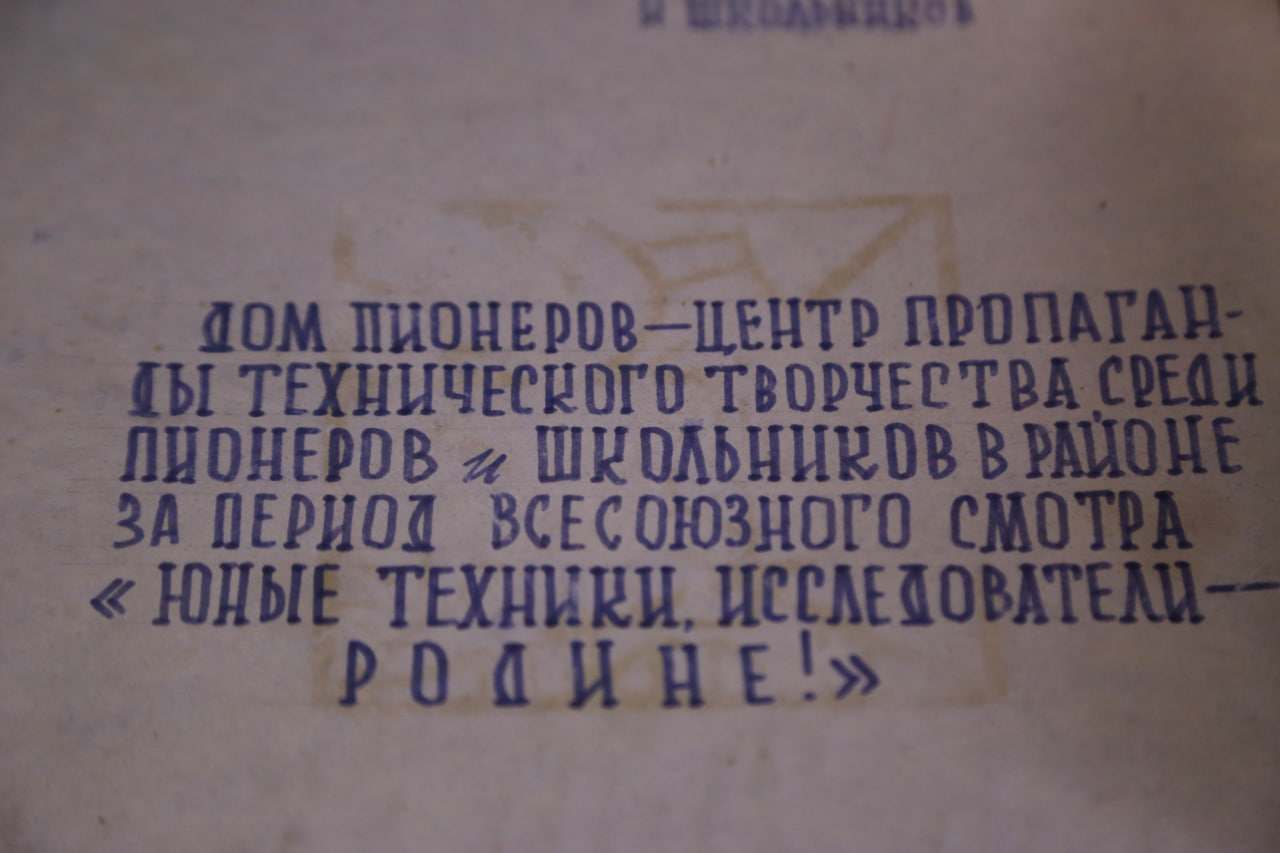 и школьников
ДОМ ПИОНЕРОВ—ЦЕНТР ПРОПАГАН-
ДЫ ТЕХНИЧЕСКОГО ТВОРЧЕСТВА СРЕДИ
ПИОНЕРОВ и ШКОЛЬНИКОВ В РАЙОНЕ
ЗА ПЕРИОД ВСЕСОЮЗНОГО СМОТРА
« ЮНЫЕ ТЕХНИКИ, ИССЛЕДОВАТЕЛИ—
РОДИНЕ!»